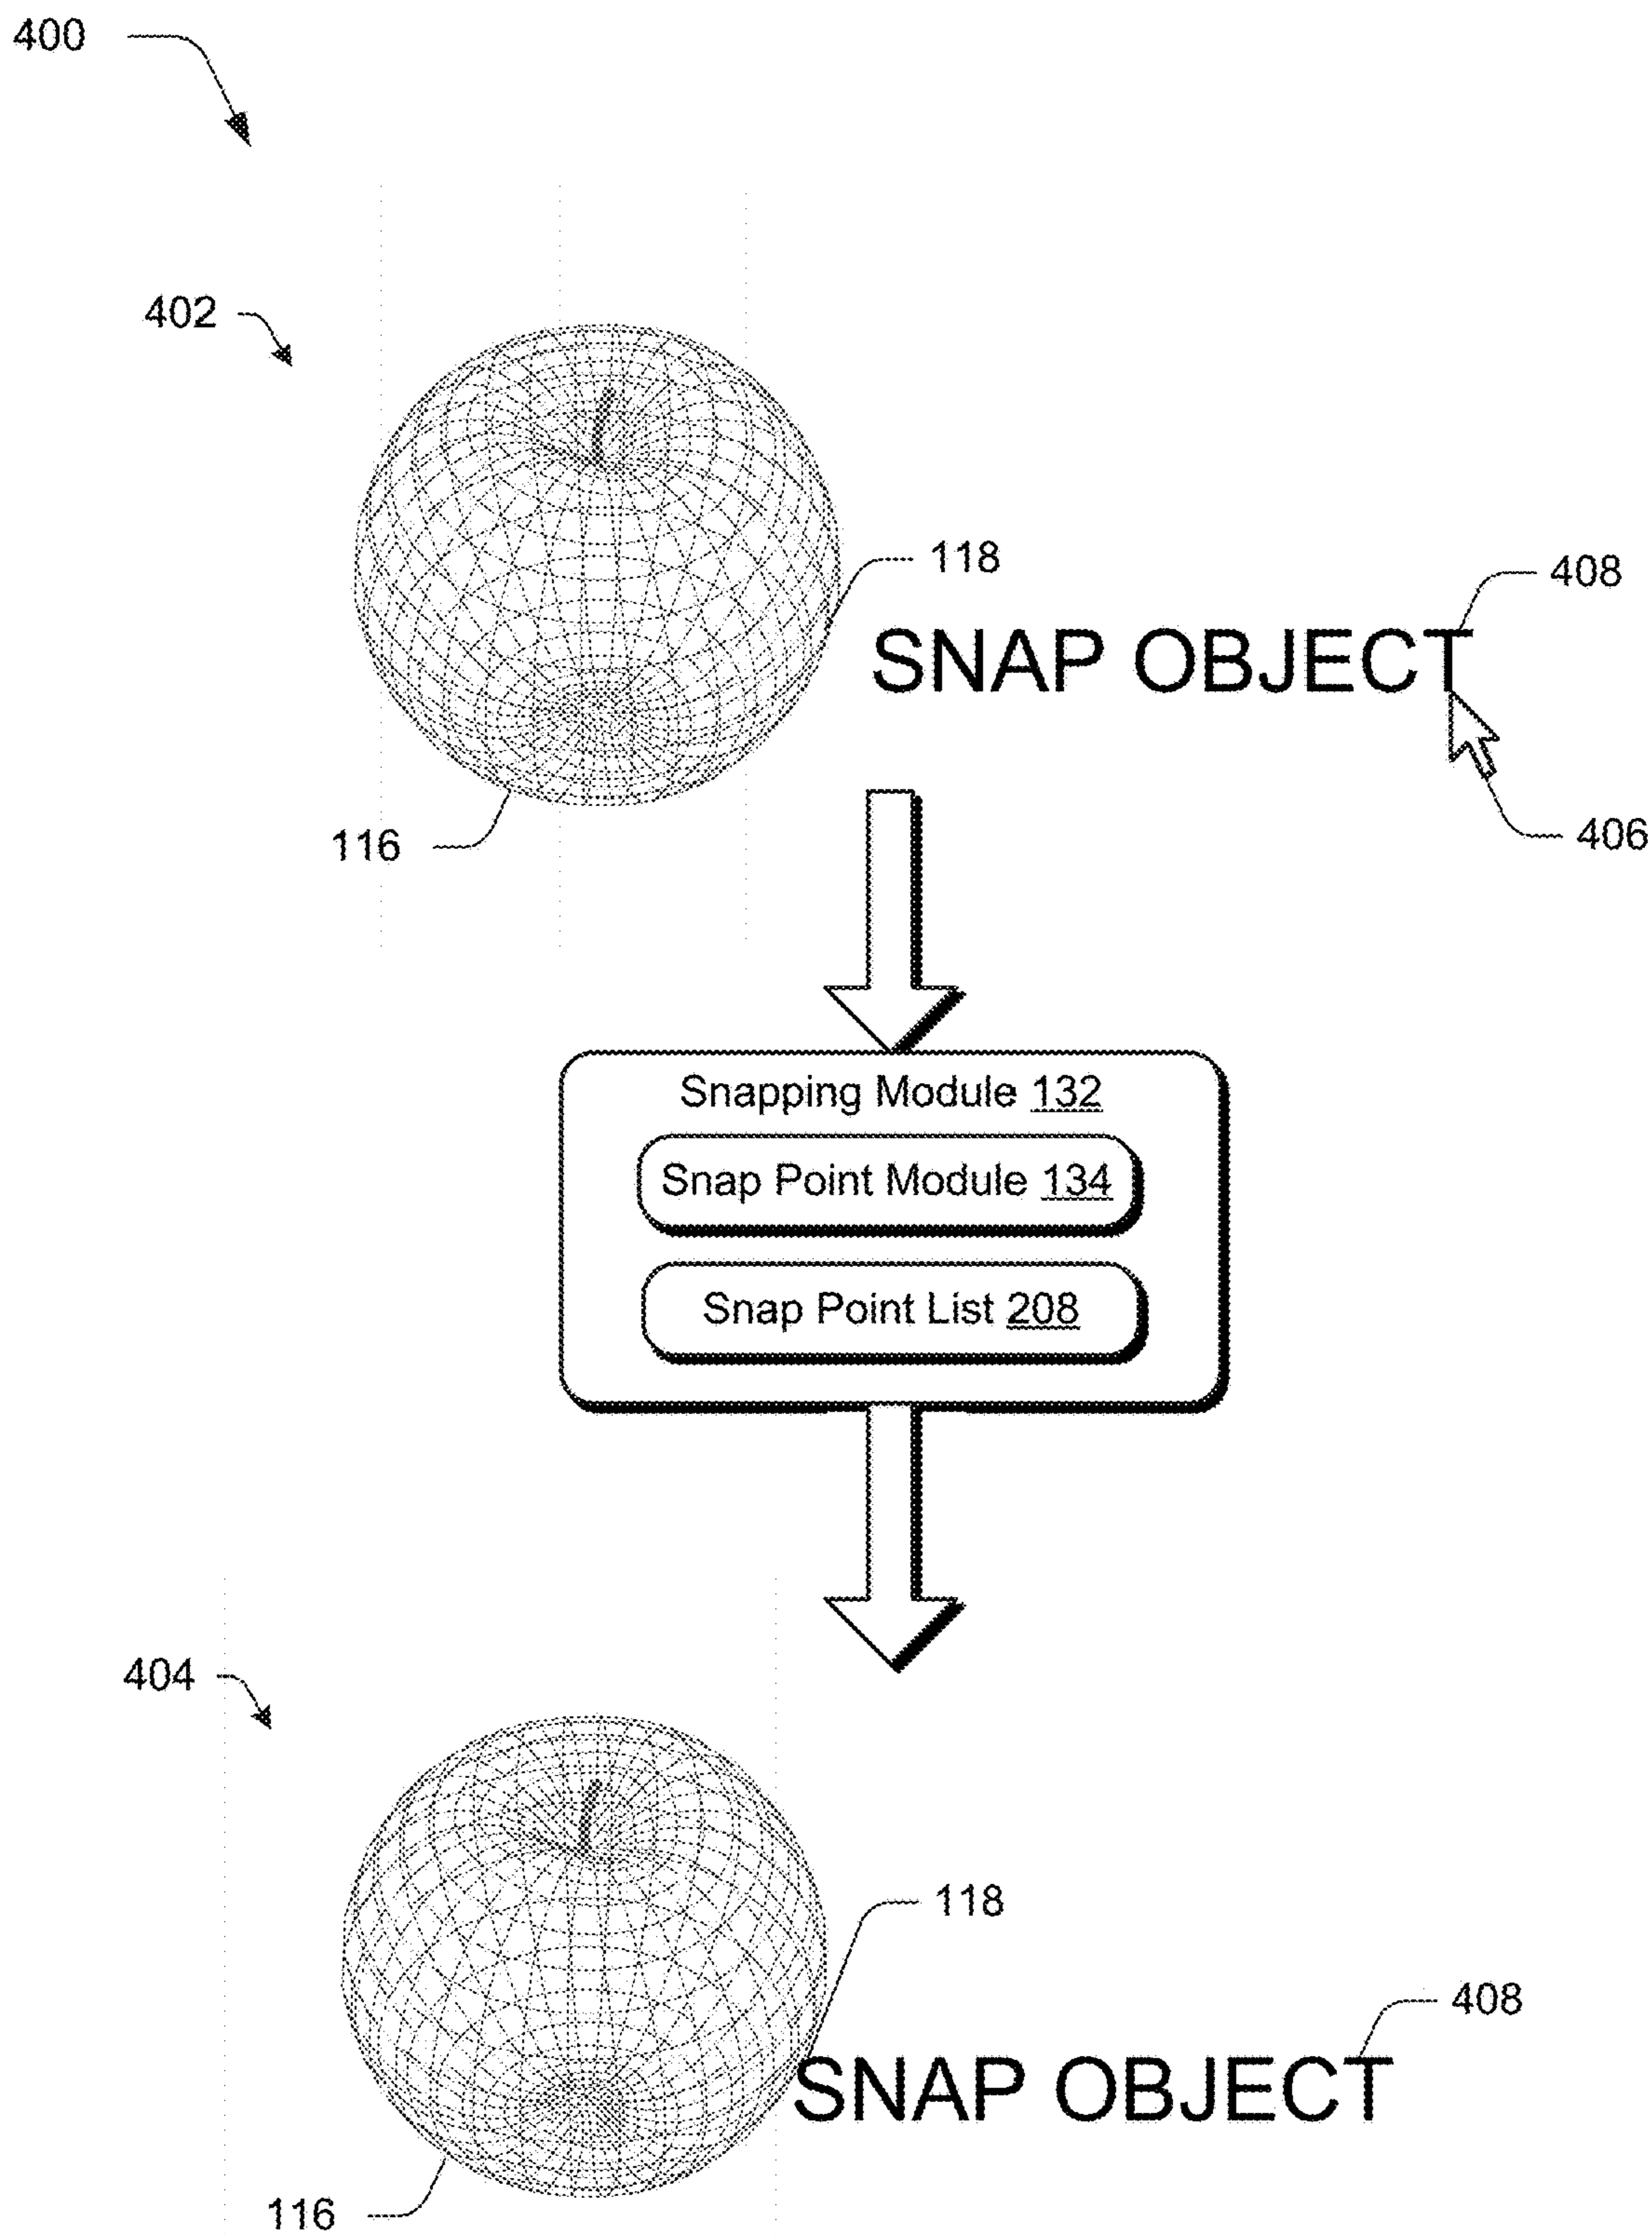 400
402
118
408
SNAP OBJECT
116
406
Snapping Module 132
Snap Point Module 134
Snap Point List 208
404
118
408
SNAP OBJECT
116